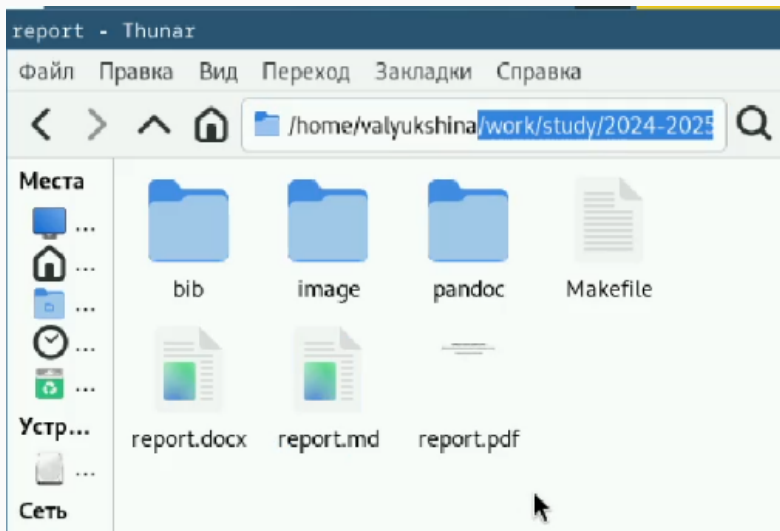 report - Thunar
Файл Правка Вид Переход Закладки Справка
/home/valyukshina/work/study/2024-2025
Места
...
...
...
...
...
Устр...
...
Сеть
bib image pandoc Makefile
report.docx report.md report.pdf